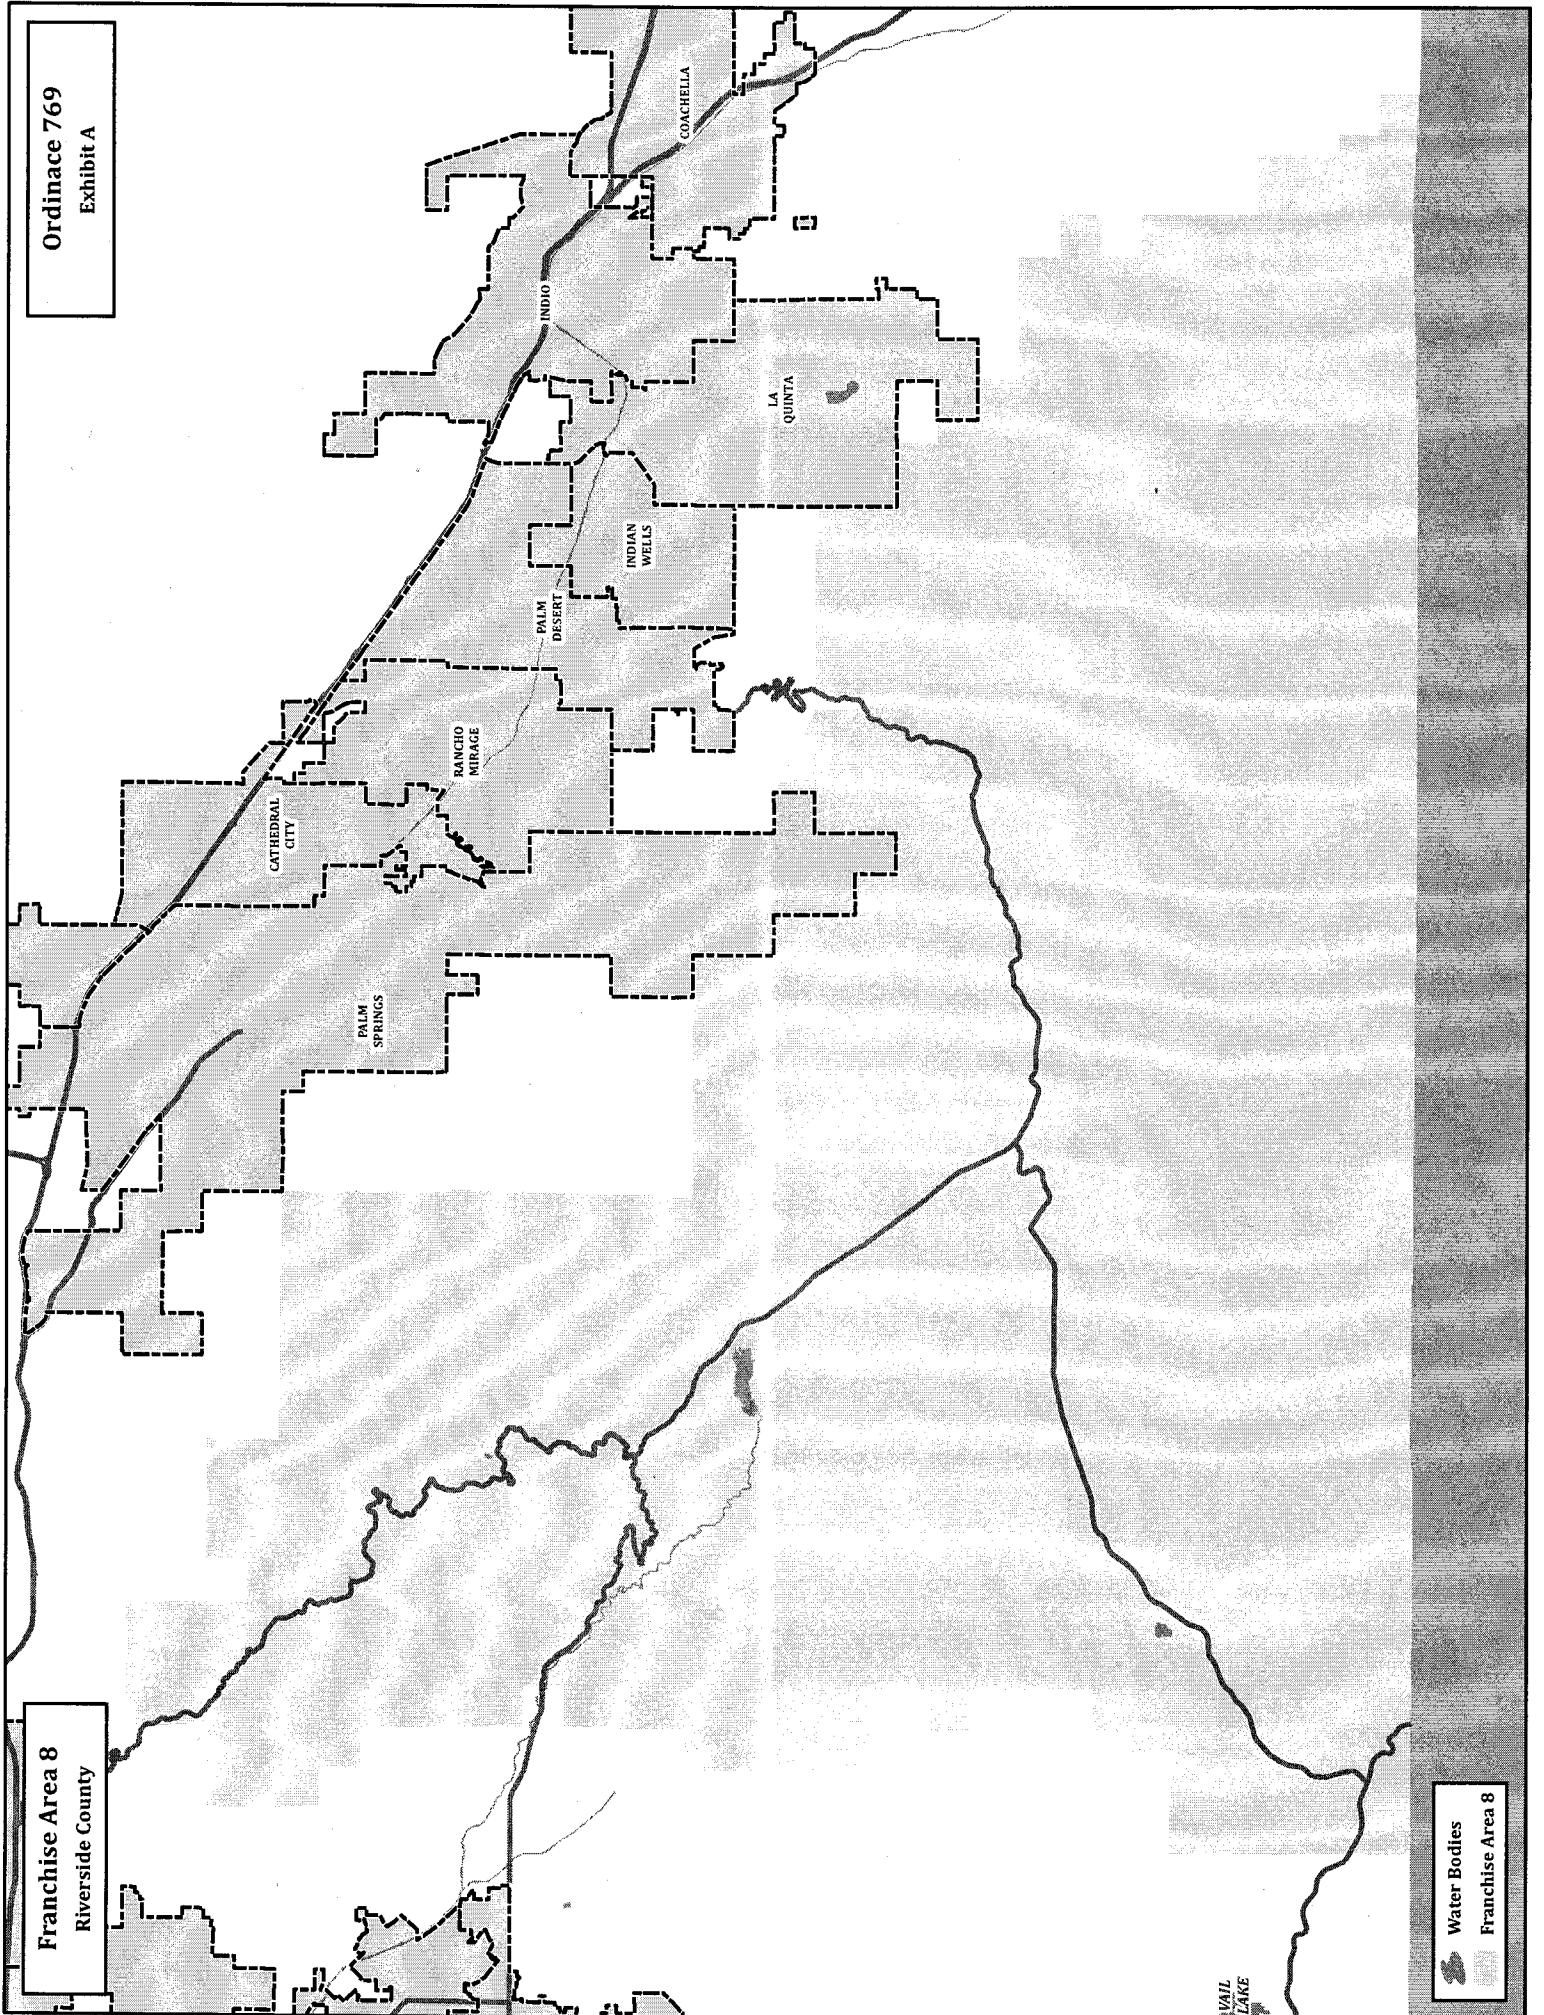 Franchise Area 8
Riverside County
Ordinace 769
Exhibit A
PALM
SPRINGS
CATHEDRAL
CITY
RANCHO
MIRAGE
PALM
DESERT
INDIAN
WELLS
INDIO
COACHELLA
LA
QUINTA
VAIL
LAKE
Water Bodies
Franchise Area 8